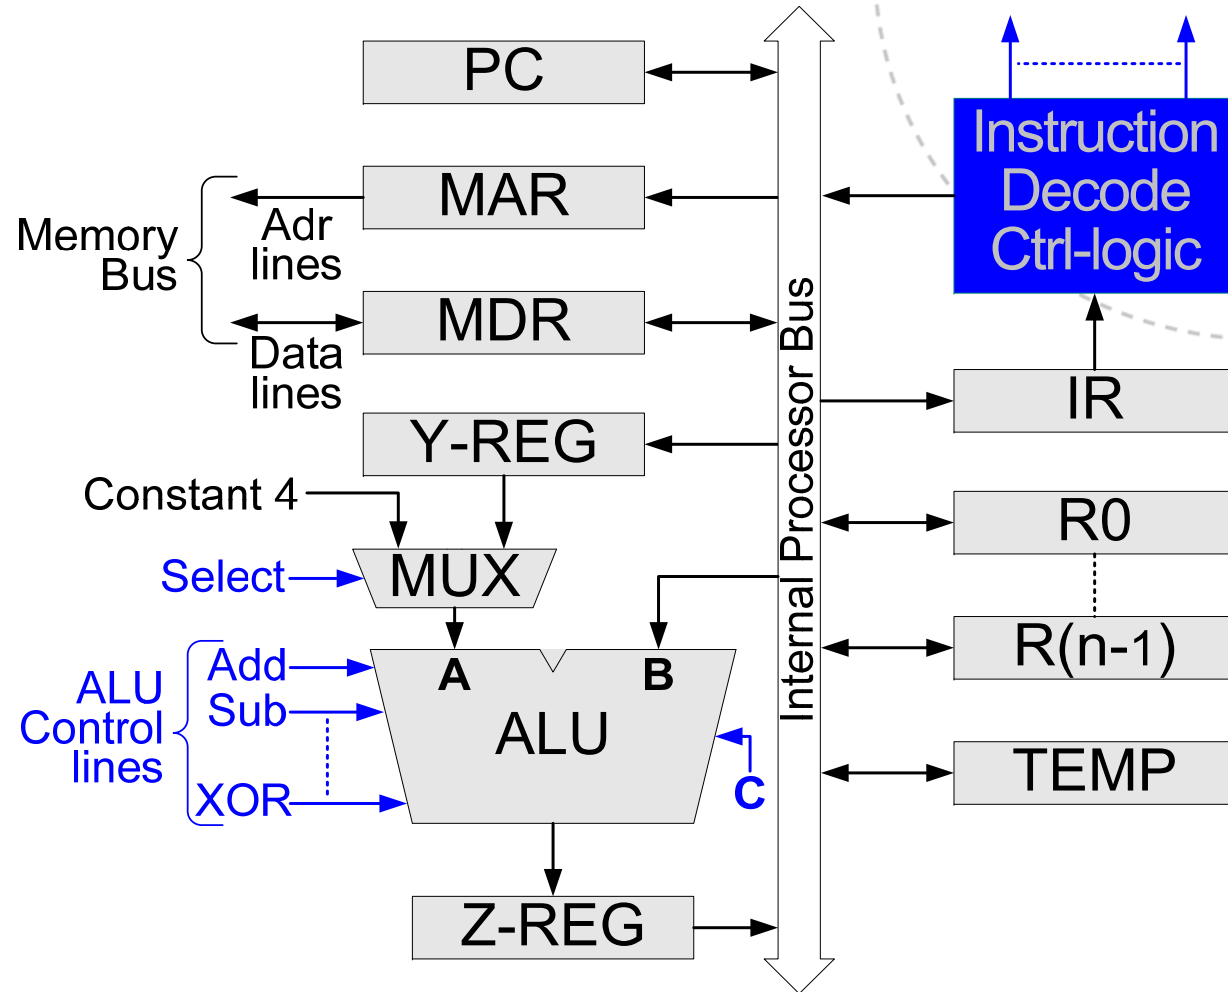 PC
MAR
Memory
Bus
Adr
lines
MDR
Data
lines
Y-REG
Constant 4
MUX
Select
A
B
ALU
Control
lines
Add
Sub
XOR
ALU
C
Z-REG
Internal Processor Bus
Instruction
Decode
Ctrl-logic
IR
R0
R(n-1)
TEMP